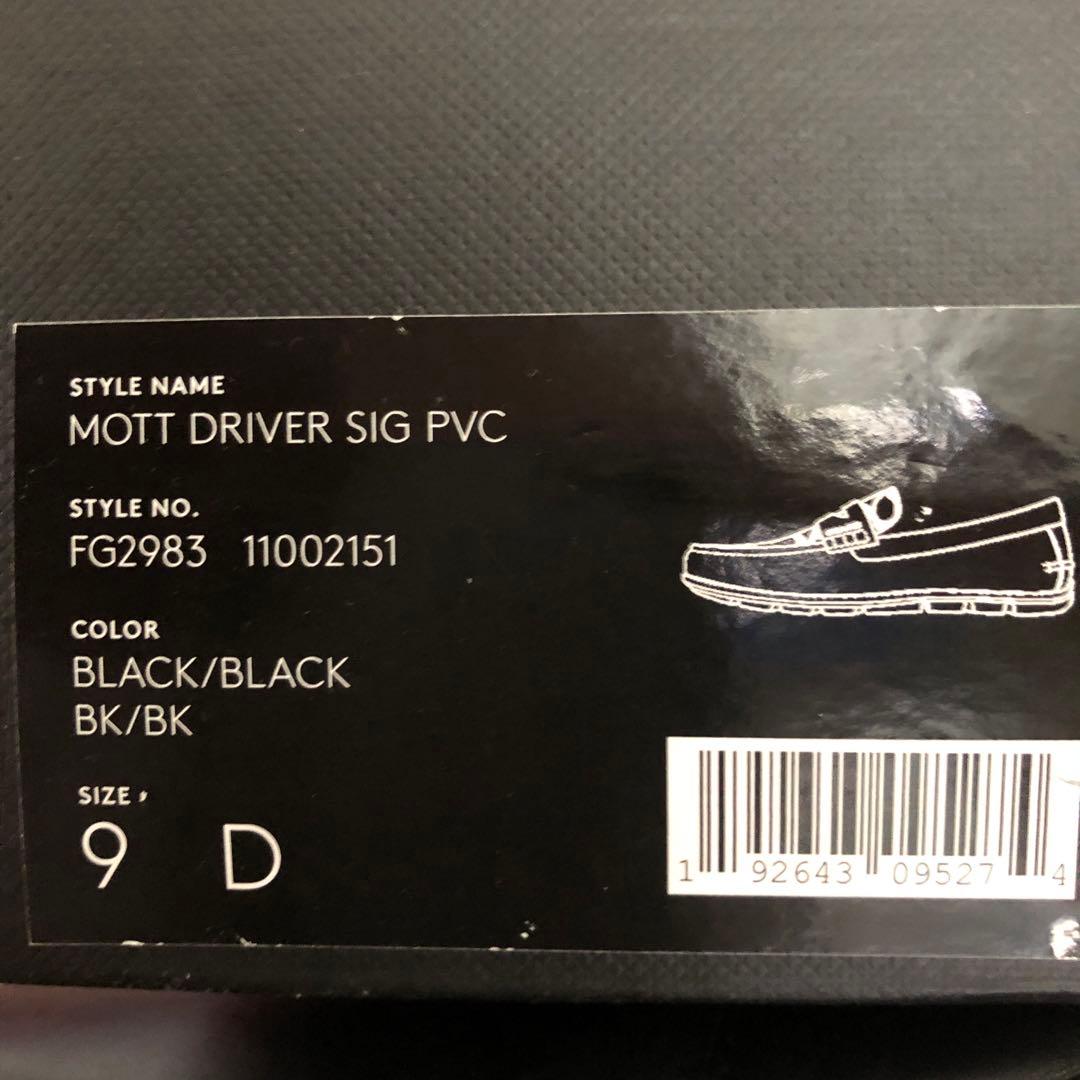 STYLE NAME
MOTT DRIVER SIG PVC
STYLE NO.
FG2983 11002151
COLOR
BLACK/BLACK
BK/BK
SIZE
9 D
1 92643 09527 4